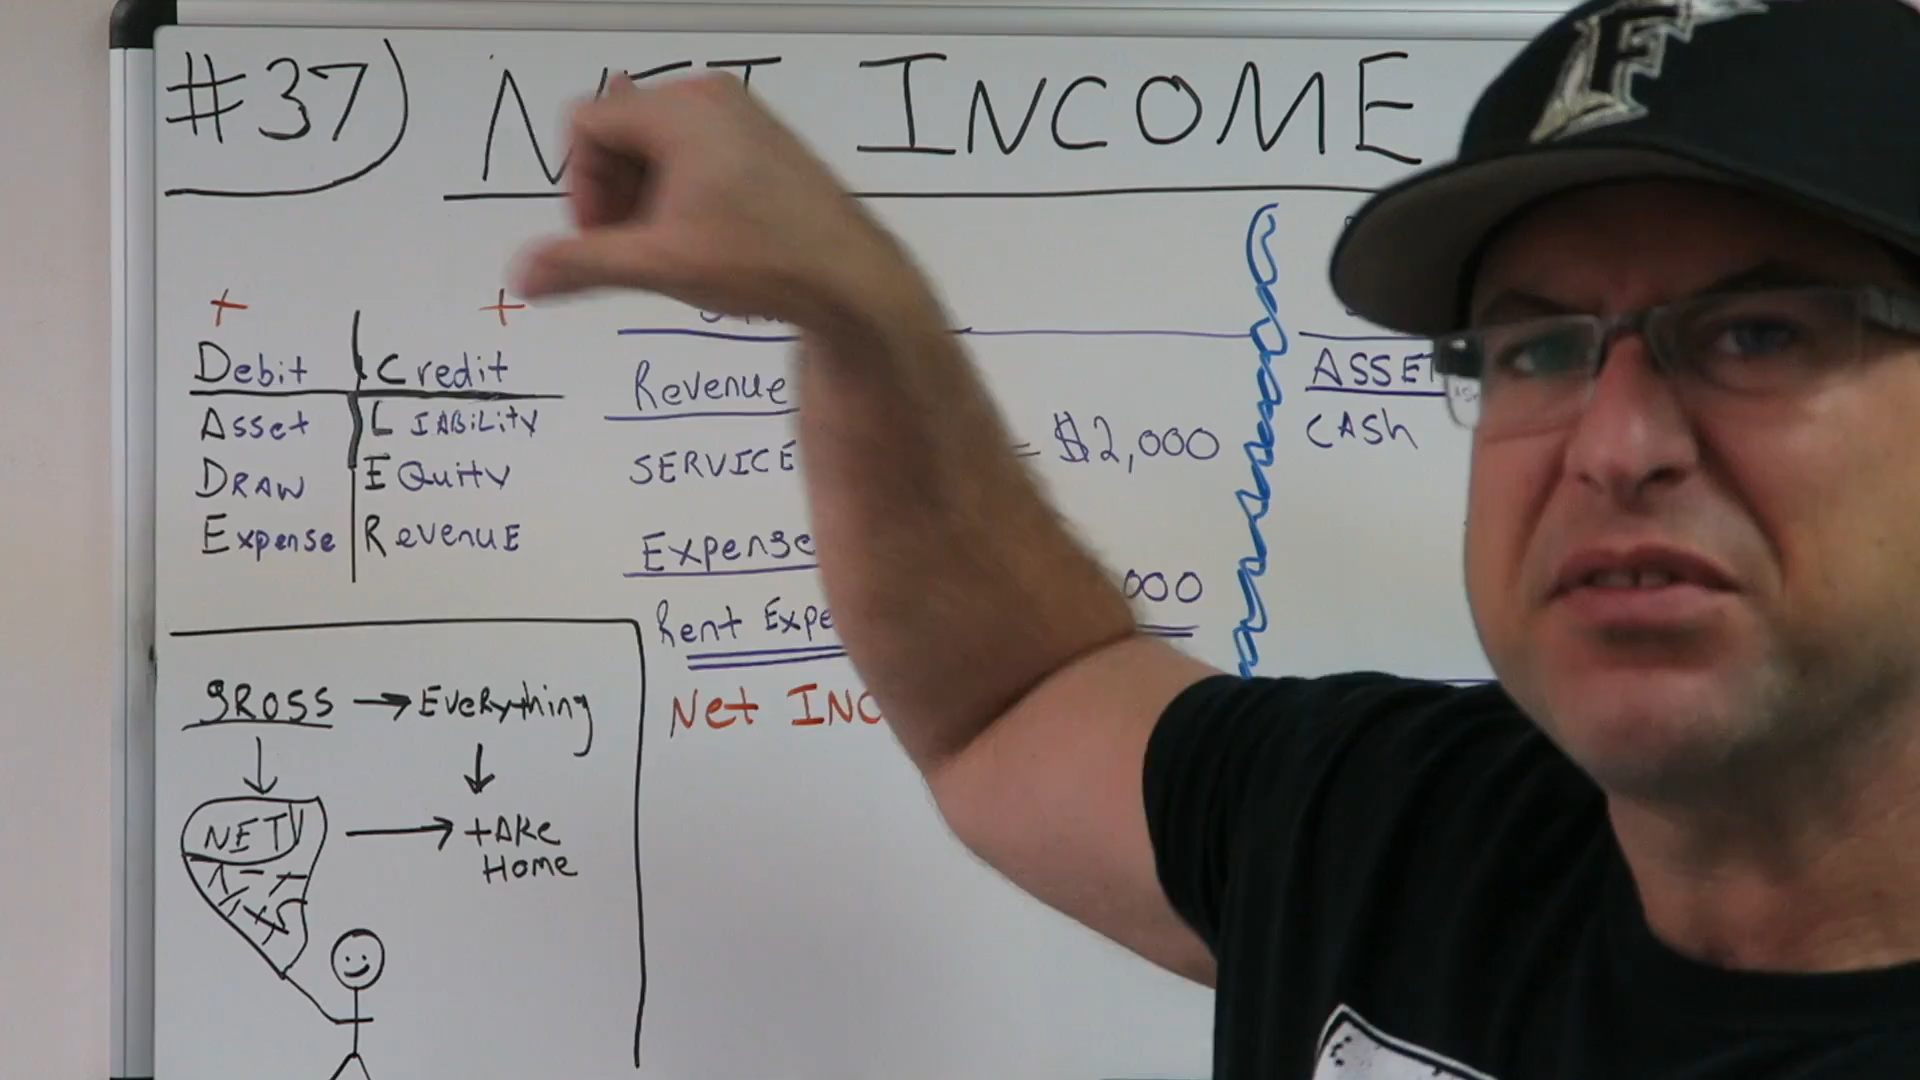 #37) NET INCOME
+ +
Debit Credit
Asset LIABiLitY
DRAW EQuitY
Expense REvenuE
Revenue
SERVICE = $2,000
Expense
Rent Expe 000
Net INC
ASSET
CASh
gROSS → EVERything
NET → tAke
Home
F